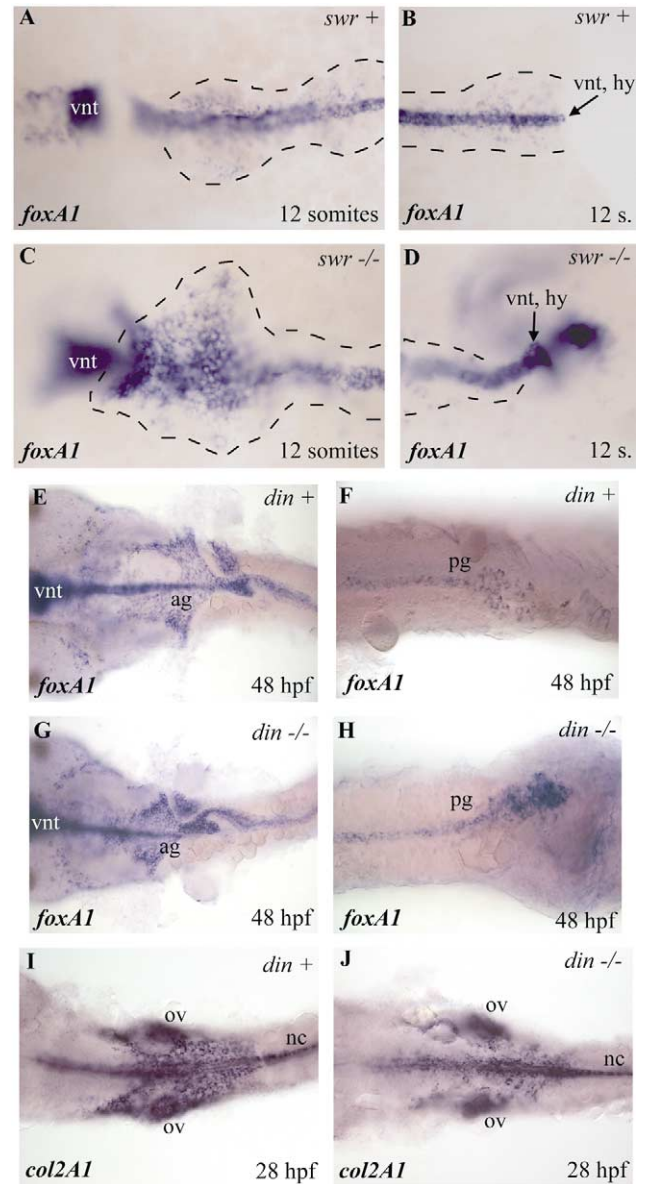 A swr +
vnt
foxA1 12 somites
B swr +
vnt, hy
foxA1 12 s.
C swr -/-
vnt
foxA1 12 somites
D swr -/-
vnt, hy
foxA1 12 s.
E din +
vnt
ag
foxA1 48 hpf
F din +
pg
foxA1 48 hpf
G din -/-
vnt
ag
foxA1 48 hpf
H din -/-
pg
foxA1 48 hpf
I din +
ov
nc
ov
col2A1 28 hpf
J din -/-
ov
nc
ov
col2A1 28 hpf